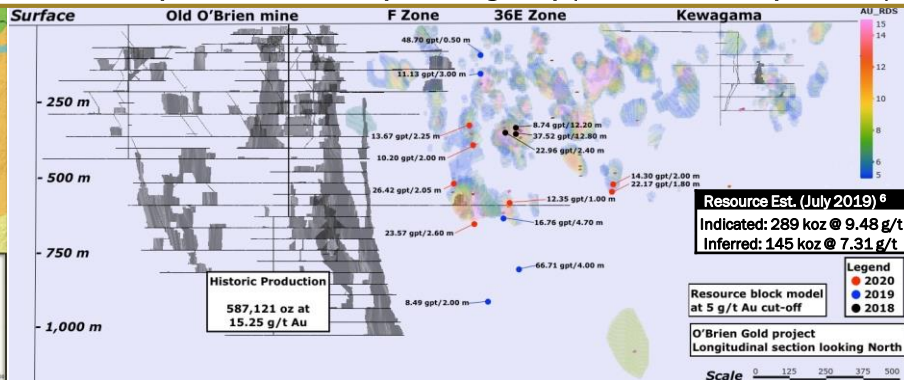 Surface
Old O'Brien mine
F Zone
36E Zone
Kewagama
AU_RDS
15
14
12
10
8
6
5
48.70 gpt/0.50 m
11.13 gpt/3.00 m
- 250 m
13.67 gpt/2.25 m
8.74 gpt/12.20 m
37.52 gpt/12.80 m
22.96 gpt/2.40 m
10.20 gpt/2.00 m
- 500 m
26.42 gpt/2.05 m
14.30 gpt/2.00 m
22.17 gpt/1.80 m
12.35 gpt/1.00 m
16.76 gpt/4.70 m
23.57 gpt/2.60 m
Resource Est. (July 2019) 6
Indicated: 289 koz @ 9.48 g/t
Inferred: 145 koz @ 7.31 g/t
- 750 m
66.71 gpt/4.00 m
8.49 gpt/2.00 m
Historic Production
587,121 oz at
15.25 g/t Au
- 1,000 m
Legend
2020
2019
2018
Resource block model
at 5 g/t Au cut-off
O'Brien Gold project
Longitudinal section looking North
Scale
0 125 250 375 500